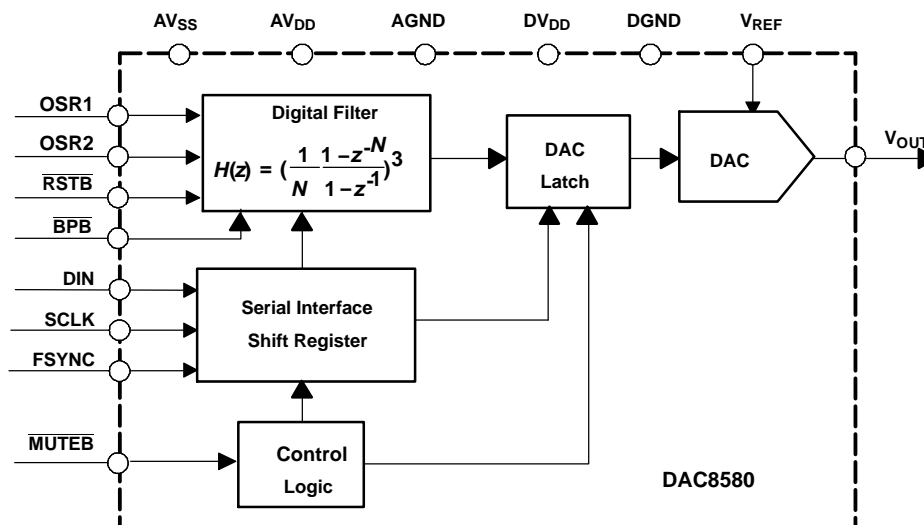 AVSS AVDD AGND DVDD DGND VREF
OSR1
OSR2
RSTB
BPB
DIN
SCLK
FSYNC
MUTEB
Digital Filter
H(z) = (1/N 1–z^-N/1–z^-1)^3
DAC
Latch
DAC
VOUT
Serial Interface
Shift Register
Control
Logic
DAC8580